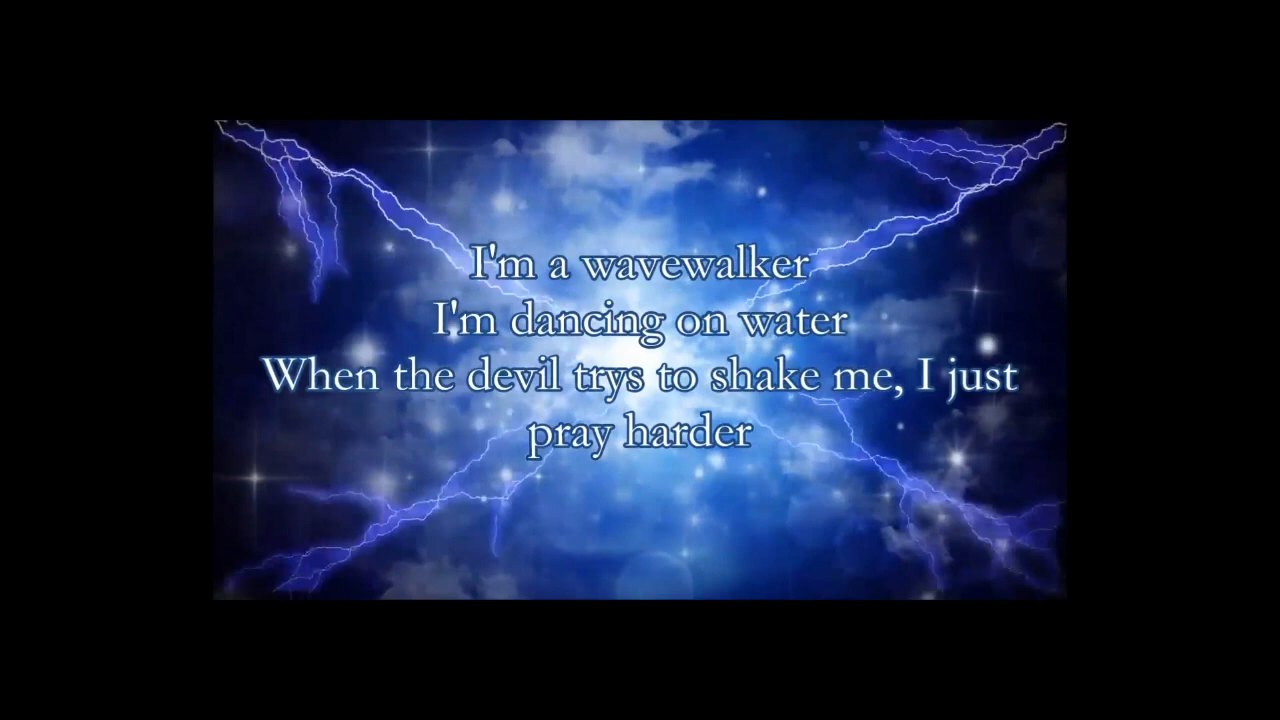 I'm a wavewalker
I'm dancing on water
When the devil trys to shake me, I just
pray harder